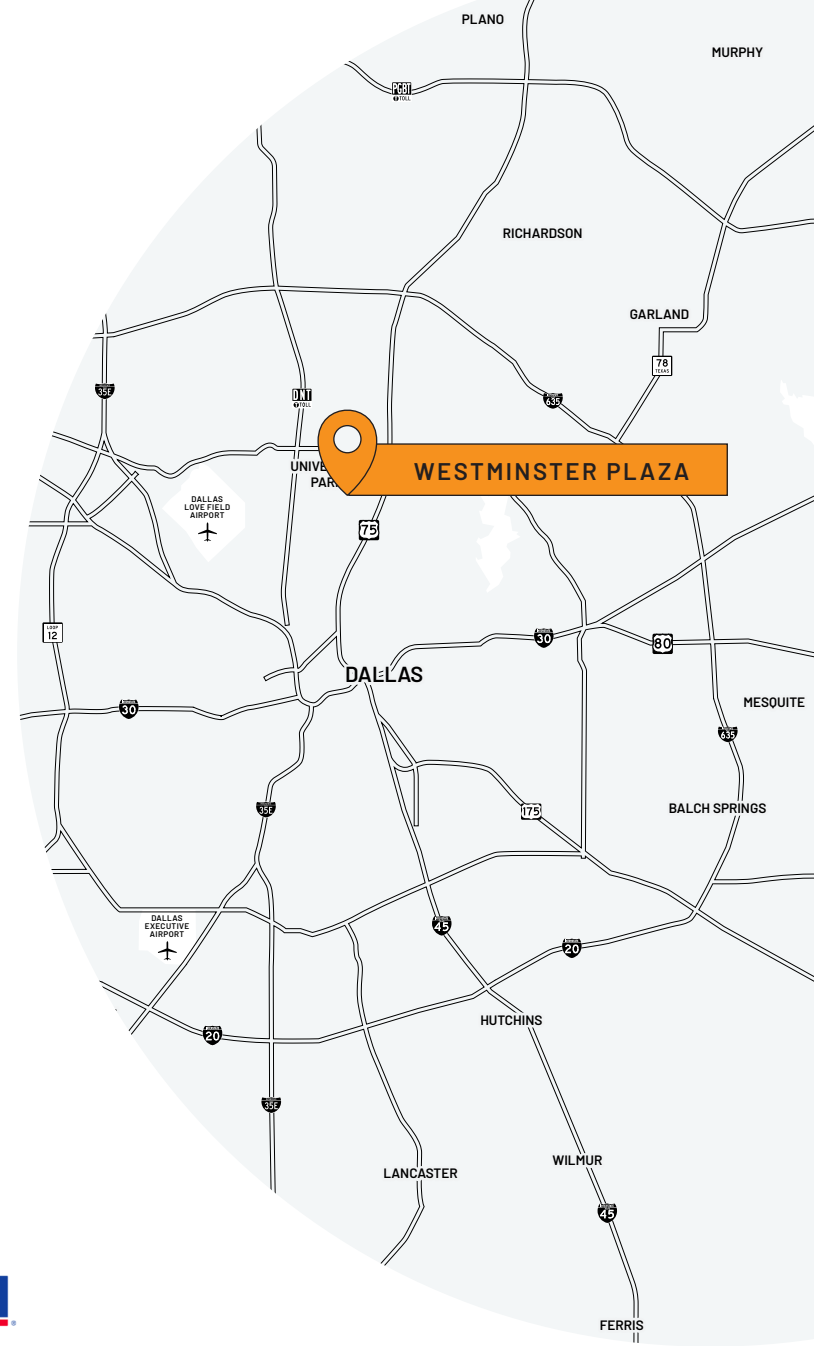 PLANO
MURPHY
PGBT
TOLL
RICHARDSON
GARLAND
78
TEXAS
35E
DNT
TOLL
635
WESTMINSTER PLAZA
DALLAS
LOVE FIELD
AIRPORT
75
LOOP
12
30
80
DALLAS
30
MESQUITE
635
35E
175
BALCH SPRINGS
DALLAS
EXECUTIVE
AIRPORT
45
20
HUTCHINS
20
35E
LANCASTER
WILMUR
45
FERRIS